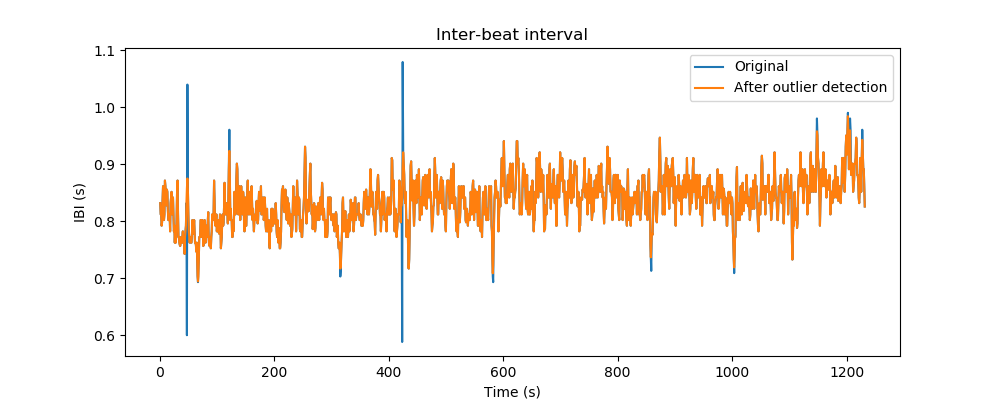 Inter-beat interval
Original
After outlier detection
IBI (s)
1.1
1.0
0.9
0.8
0.7
0.6
0 200 400 600 800 1000 1200
Time (s)